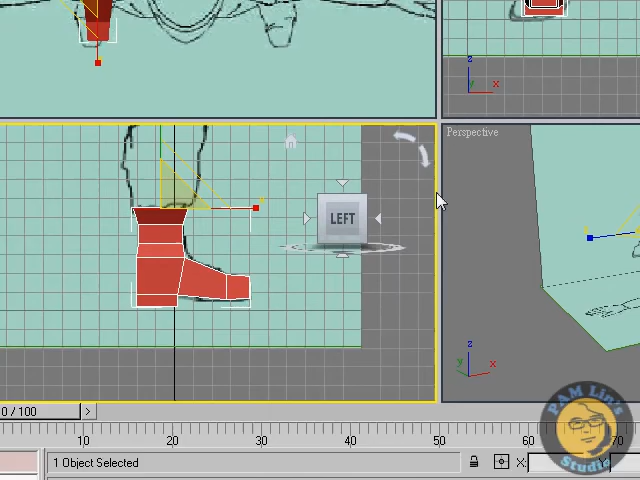 z
x
Perspective
LEFT
z
y
x
0 / 100
>
10 20 30 40 50 60 70
1 Object Selected
X:
PAM Lin's
Studio